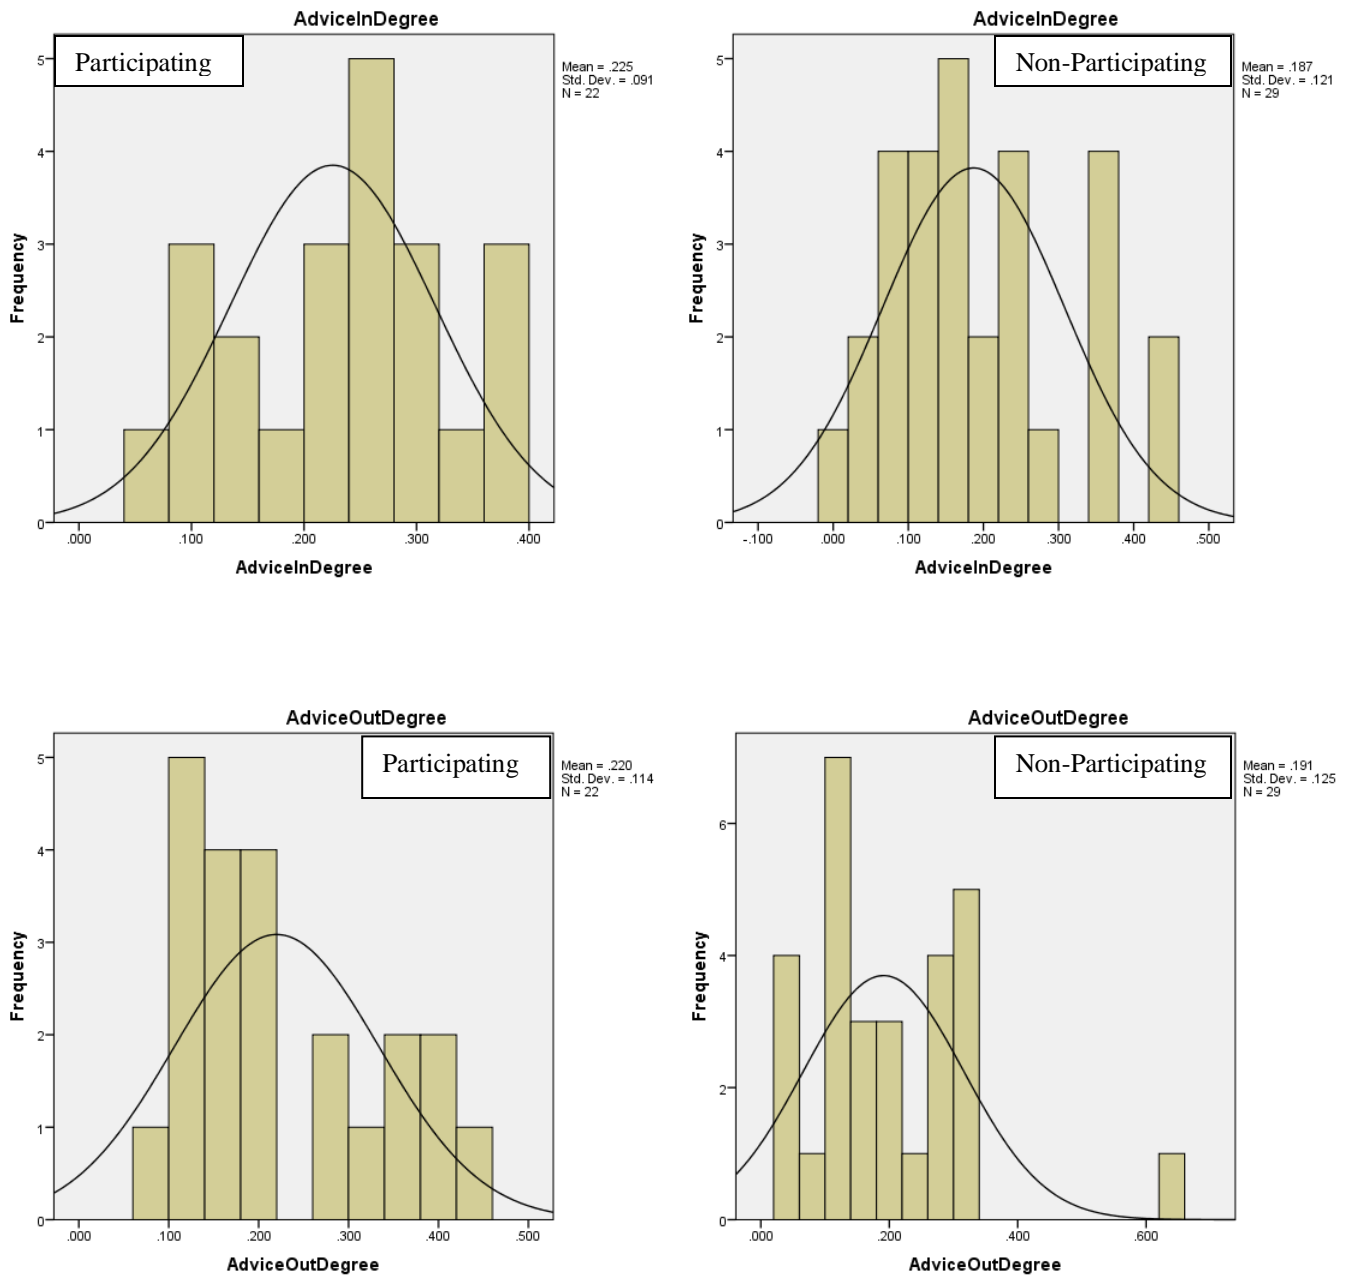 AdviceInDegree
Participating
Mean = .225
Std. Dev. = .091
N = 22
5
4
3
2
1
0
Frequency
.000 .100 .200 .300 .400
AdviceInDegree
AdviceInDegree
Non-Participating
Mean = .187
Std. Dev. = .121
N = 29
5
4
3
2
1
0
Frequency
-.100 .000 .100 .200 .300 .400 .500
AdviceInDegree
AdviceOutDegree
Participating
Mean = .220
Std. Dev. = .114
N = 22
5
4
3
2
1
0
Frequency
.000 .100 .200 .300 .400 .500
AdviceOutDegree
AdviceOutDegree
Non-Participating
Mean = .191
Std. Dev. = .125
N = 29
6
4
2
0
Frequency
.000 .200 .400 .600
AdviceOutDegree